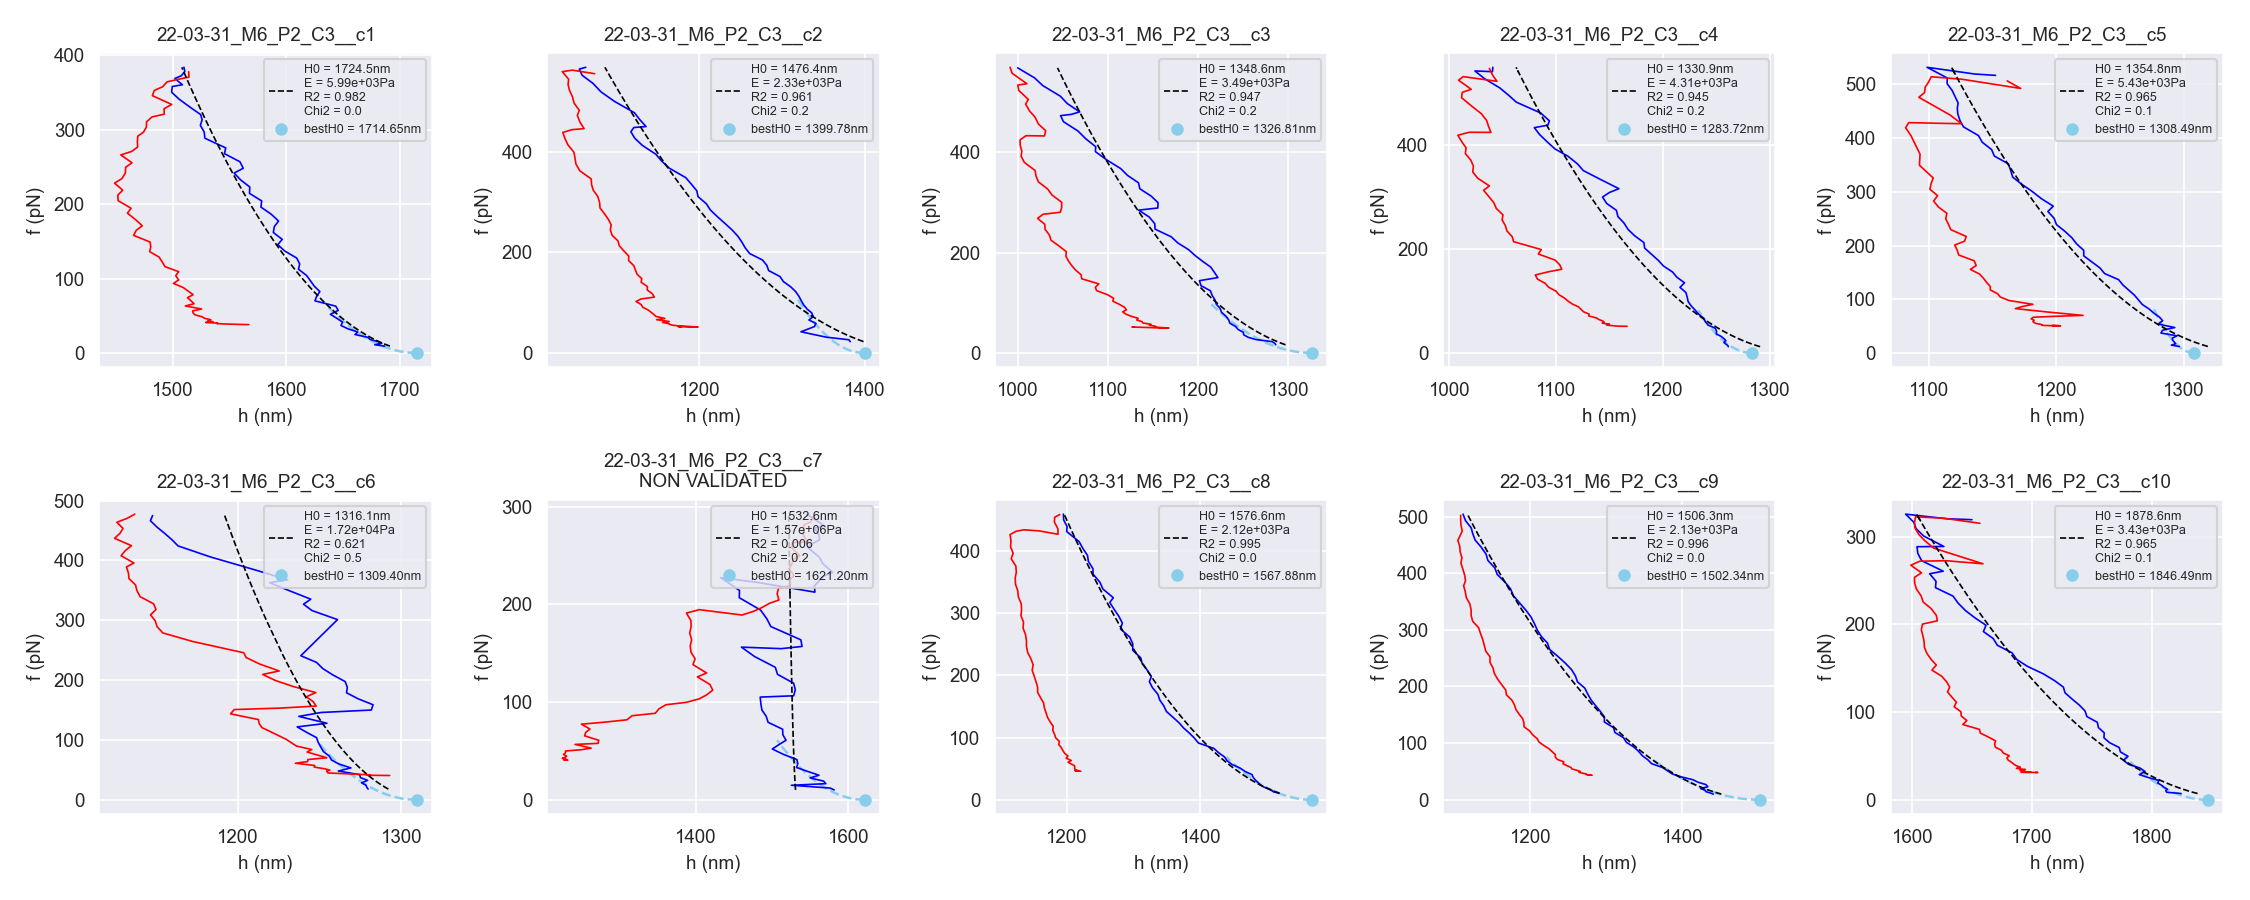 22-03-31_M6_P2_C3__c1
H0 = 1724.5nm
E = 5.99e+03Pa
R2 = 0.982
Chi2 = 0.0
bestH0 = 1714.65nm
400
300
200
100
0
f (pN)
1500 1600 1700
h (nm)
22-03-31_M6_P2_C3__c2
H0 = 1476.4nm
E = 2.33e+03Pa
R2 = 0.961
Chi2 = 0.2
bestH0 = 1399.78nm
400
200
0
f (pN)
1200 1400
h (nm)
22-03-31_M6_P2_C3__c3
H0 = 1348.6nm
E = 3.49e+03Pa
R2 = 0.947
Chi2 = 0.2
bestH0 = 1326.81nm
400
200
0
f (pN)
1000 1100 1200 1300
h (nm)
22-03-31_M6_P2_C3__c4
H0 = 1330.9nm
E = 4.31e+03Pa
R2 = 0.945
Chi2 = 0.2
bestH0 = 1283.72nm
400
200
0
f (pN)
1000 1100 1200 1300
h (nm)
22-03-31_M6_P2_C3__c5
H0 = 1354.8nm
E = 5.43e+03Pa
R2 = 0.965
Chi2 = 0.1
bestH0 = 1308.49nm
500
400
300
200
100
0
f (pN)
1100 1200 1300
h (nm)
22-03-31_M6_P2_C3__c6
H0 = 1316.1nm
E = 1.72e+04Pa
R2 = 0.621
Chi2 = 0.5
bestH0 = 1309.40nm
500
400
300
200
100
0
f (pN)
1200 1300
h (nm)
22-03-31_M6_P2_C3__c7
NON VALIDATED
H0 = 1532.6nm
E = 1.57e+06Pa
R2 = 0.006
Chi2 = 0.2
bestH0 = 1621.20nm
300
200
100
0
f (pN)
1400 1600
h (nm)
22-03-31_M6_P2_C3__c8
H0 = 1576.6nm
E = 2.12e+03Pa
R2 = 0.995
Chi2 = 0.0
bestH0 = 1567.88nm
400
300
200
100
0
f (pN)
1200 1400
h (nm)
22-03-31_M6_P2_C3__c9
H0 = 1506.3nm
E = 2.13e+03Pa
R2 = 0.996
Chi2 = 0.0
bestH0 = 1502.34nm
500
400
300
200
100
0
f (pN)
1200 1400
h (nm)
22-03-31_M6_P2_C3__c10
H0 = 1878.6nm
E = 3.43e+03Pa
R2 = 0.965
Chi2 = 0.1
bestH0 = 1846.49nm
300
200
100
0
f (pN)
1600 1700 1800
h (nm)